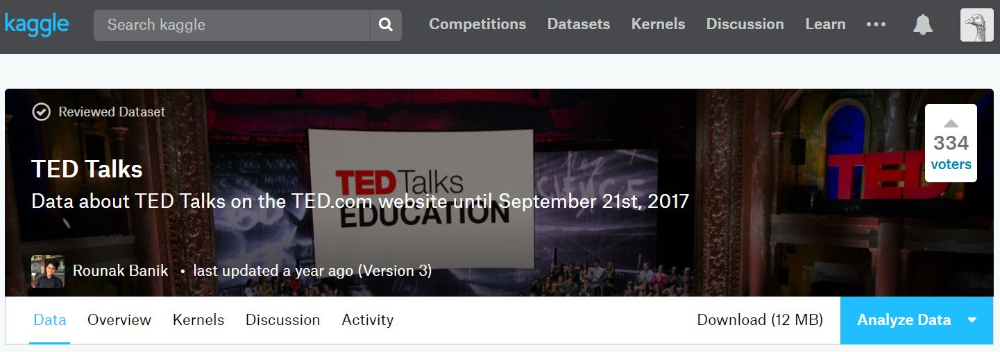 kaggle
Search kaggle
Competitions
Datasets
Kernels
Discussion
Learn
Reviewed Dataset
334
voters
TED Talks
Data about TED Talks on the TED.com website until September 21st, 2017
TEDTalks
EDUCATION
SCIENCE
TED
Rounak Banik • last updated a year ago (Version 3)
Data
Overview
Kernels
Discussion
Activity
Download (12 MB)
Analyze Data